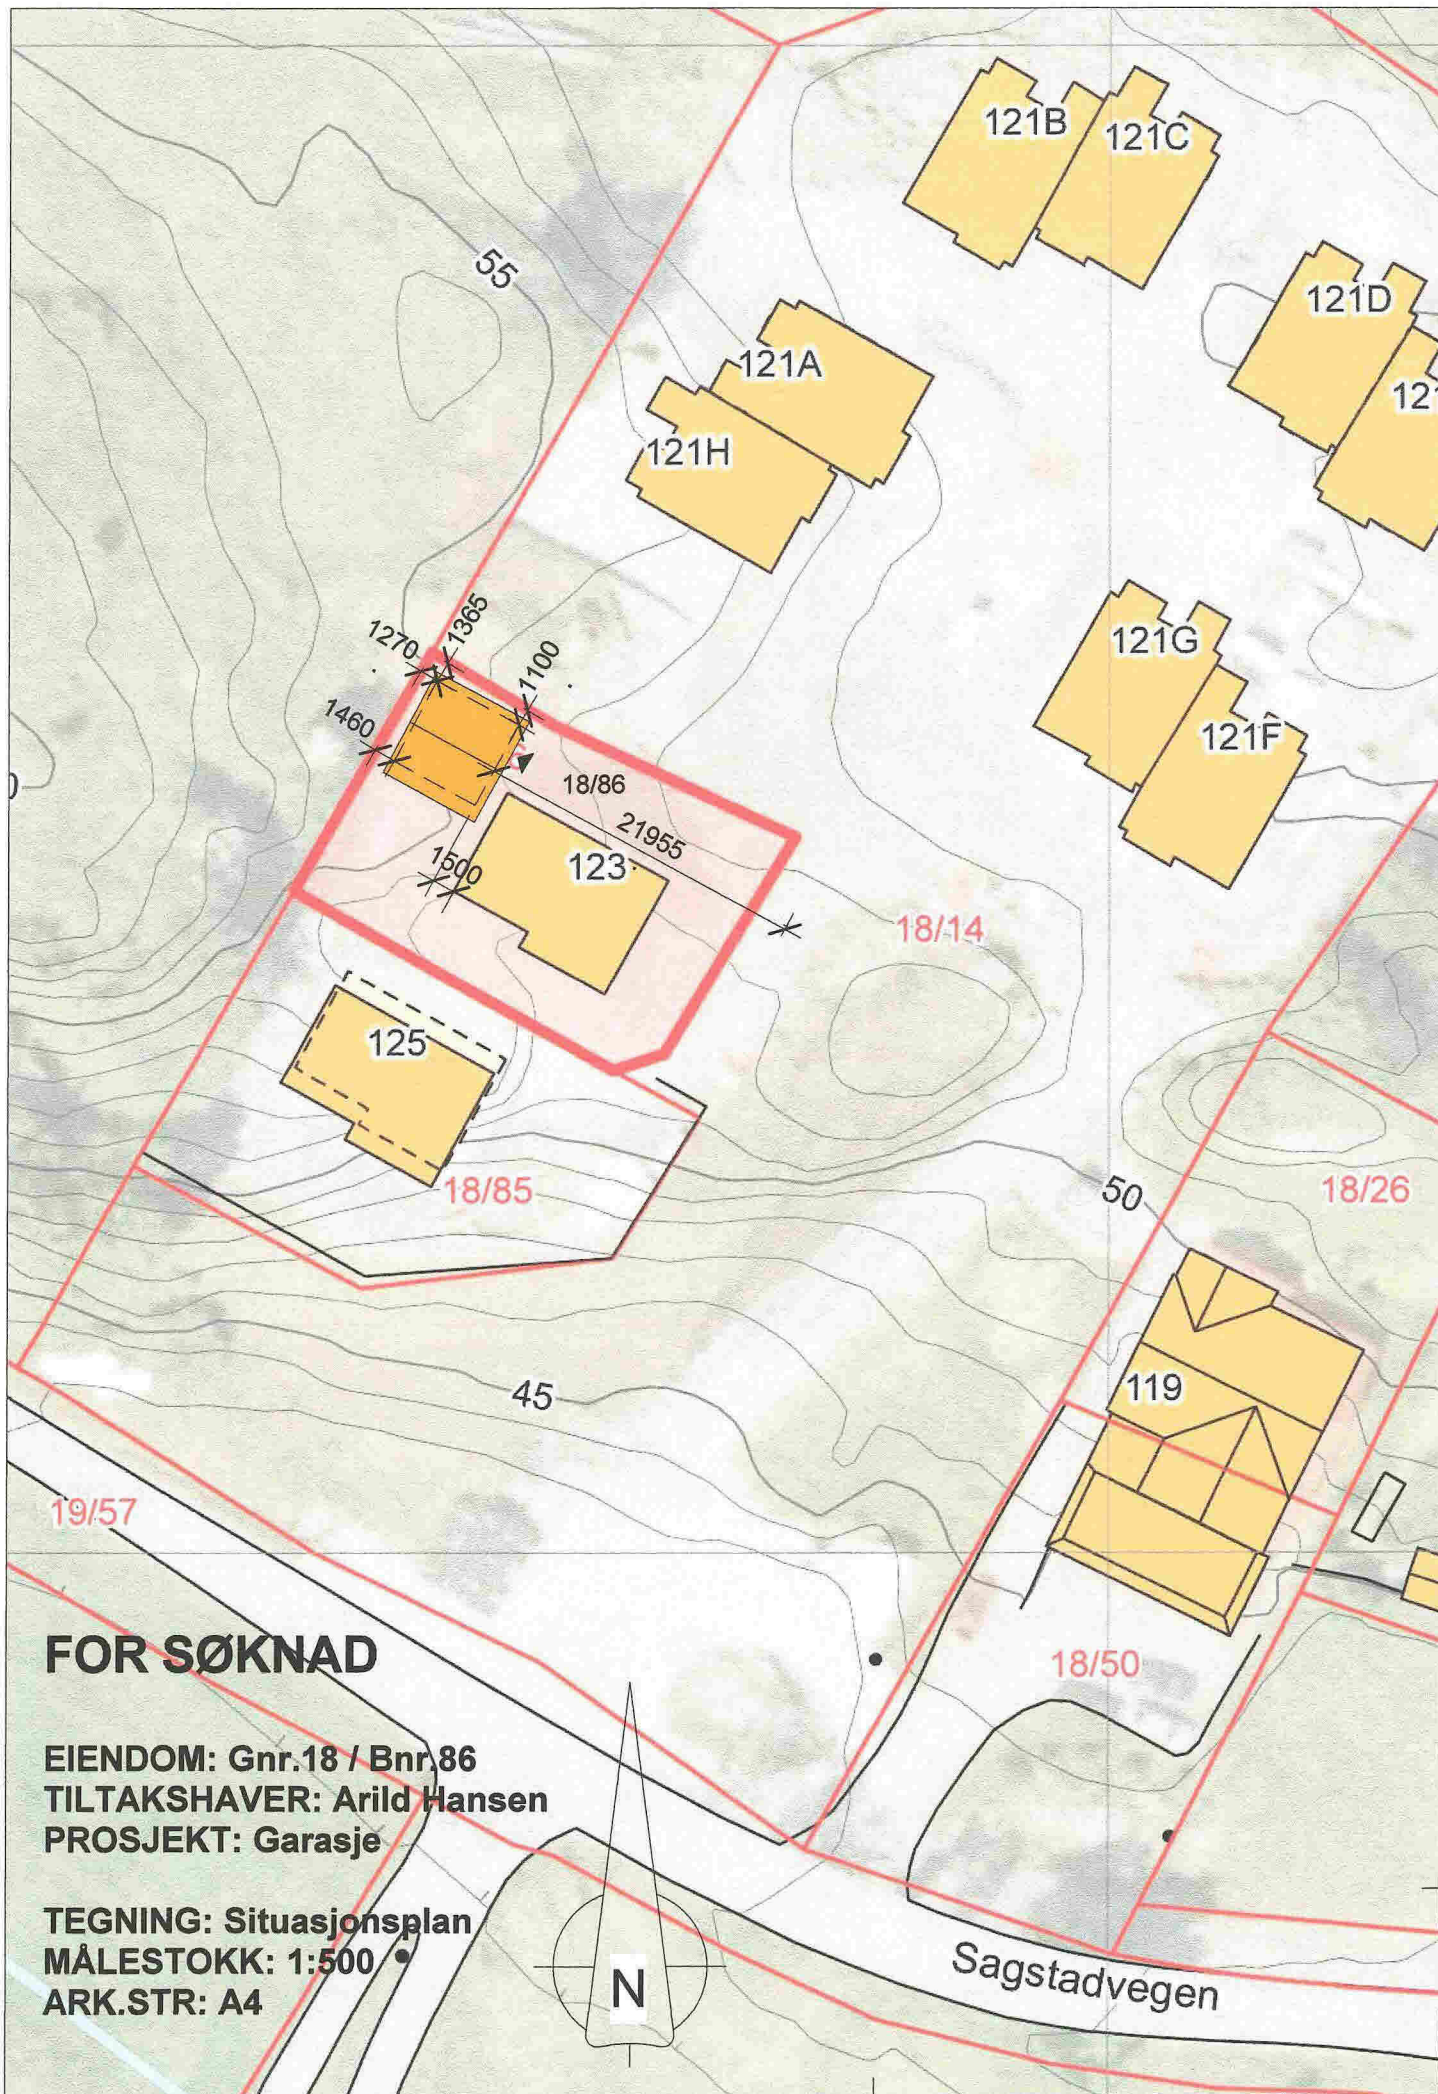 121B
121C
55
121D
121A
121
121H
1365
1270
1100
121G
1460
121F
18/86
21955
1500
123
18/14
125
18/85
50
18/26
119
45
19/57
FOR SØKNAD
18/50
EIENDOM: Gnr.18 / Bnr.86
TILTAKSHAVER: Arild Hansen
PROSJEKT: Garasje
TEGNING: Situasjonsplan
MÅLESTOKK: 1:500
ARK.STR: A4
N
Sagstadvegen